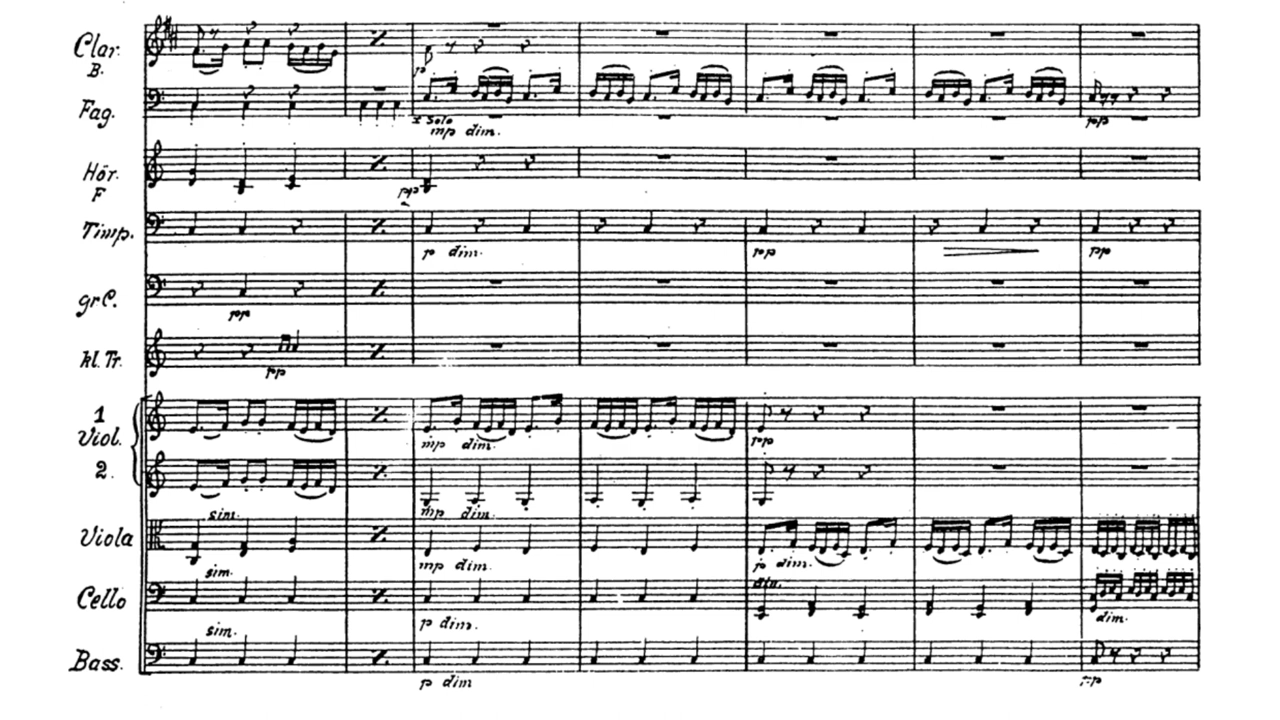 Clar.
B.
p
Fag.
I Solo
mp dim.
pp
Hör.
F
pp
Timp.
p dim.
pp
pp
gr C.
pp
kl. Tr.
pp
1
Viol.
mp dim.
pp
2.
sim.
mp dim.
Viola
sim.
mp dim.
p dim.
Cello
sim.
p dim.
div.
dim.
Bass.
p dim
pp